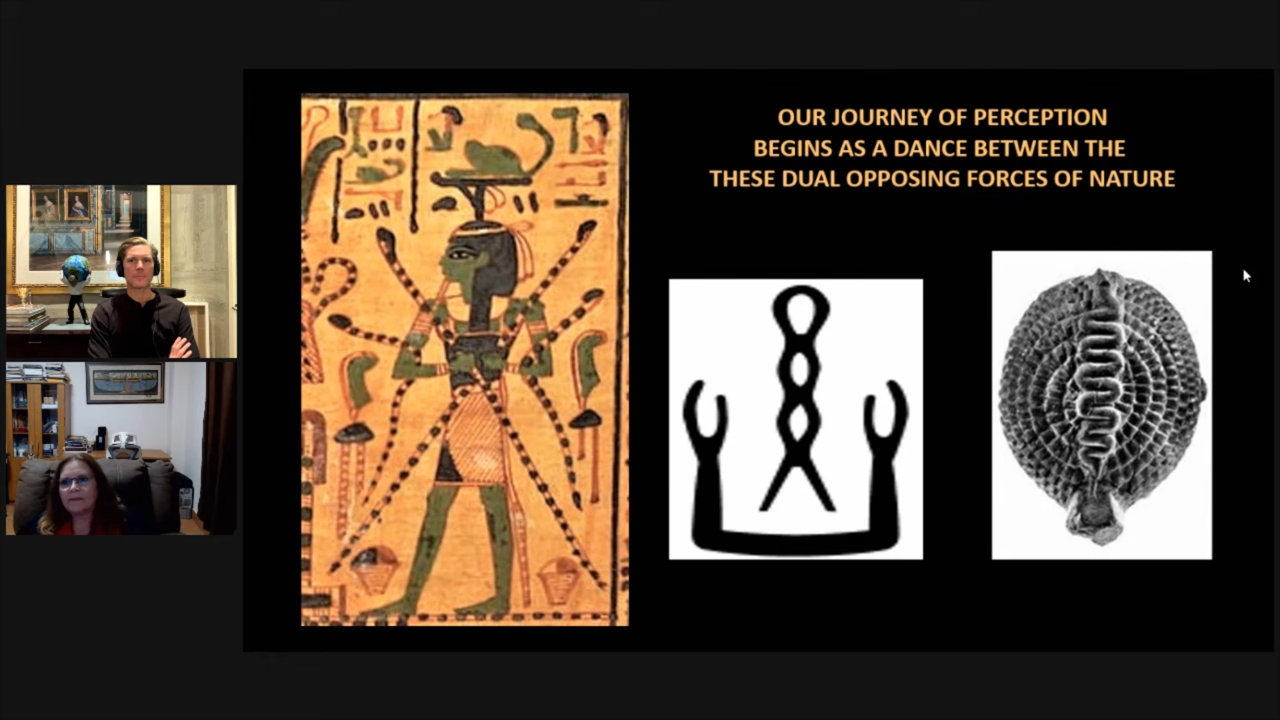 OUR JOURNEY OF PERCEPTION
BEGINS AS A DANCE BETWEEN THE
THESE DUAL OPPOSING FORCES OF NATURE